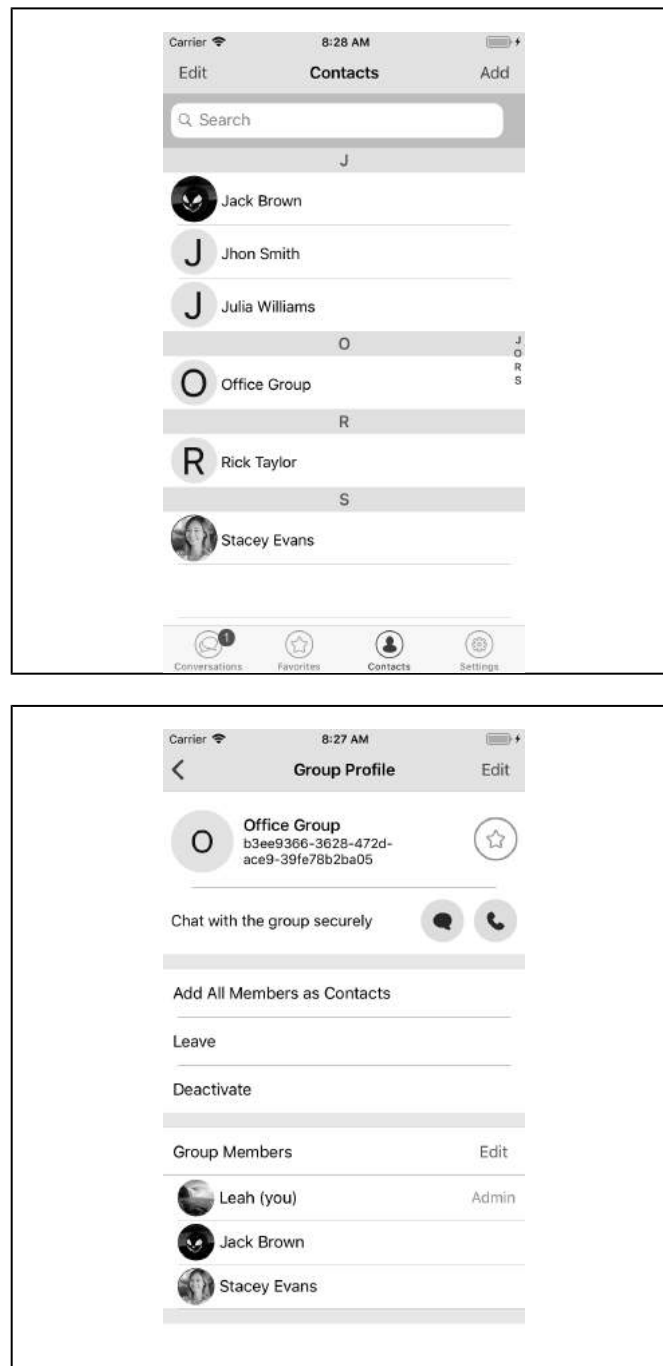 Carrier 8:28 AM
Edit Contacts Add
Search
J
Jack Brown
J Jhon Smith
J Julia Williams
O
O Office Group
R
R Rick Taylor
S
Stacey Evans
J
O
R
S
1
Conversations Favorites Contacts Settings
Carrier 8:27 AM
Group Profile Edit
O Office Group
b3ee9366-3628-472d-
ace9-39fe78b2ba05
Chat with the group securely
Add All Members as Contacts
Leave
Deactivate
Group Members Edit
Leah (you) Admin
Jack Brown
Stacey Evans